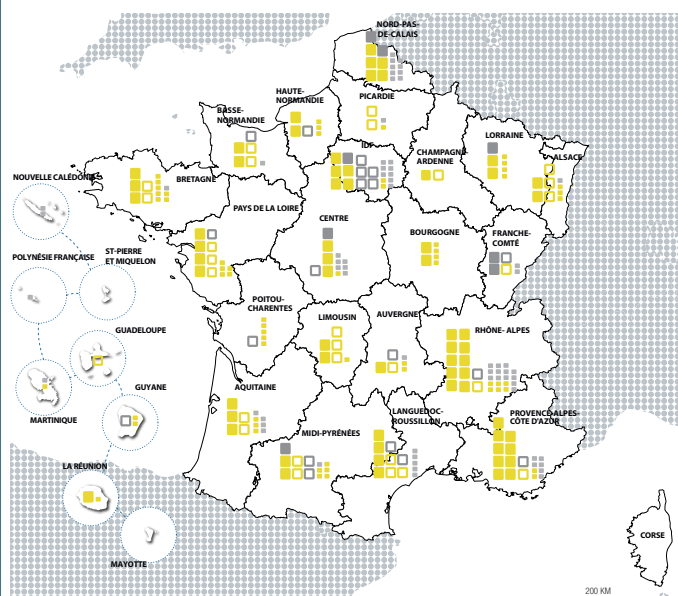 NORD-PAS-
DE-CALAIS
HAUTE-
NORMANDIE
PICARDIE
BASSE-
NORMANDIE
IDF
CHAMPAGNE-
ARDENNE
LORRAINE
ALSACE
NOUVELLE CALÉDONIE
BRETAGNE
PAYS DE LA LOIRE
CENTRE
BOURGOGNE
FRANCHE-
COMTÉ
POLYNÉSIE FRANÇAISE
ST-PIERRE
ET MIQUELON
POITOU-
CHARENTES
LIMOUSIN
AUVERGNE
RHÔNE- ALPES
GUADELOUPE
GUYANE
MARTINIQUE
AQUITAINE
MIDI-PYRÉNÉES
LANGUEDOC-
ROUSSILLON
PROVENCE-ALPES-
CÔTE D'AZUR
LA RÉUNION
MAYOTTE
CORSE
200 KM